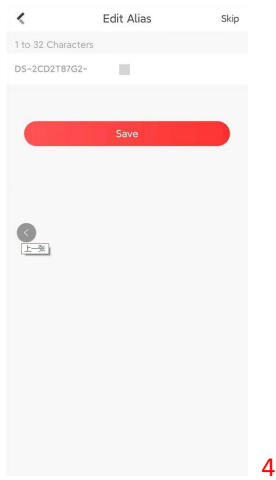 Edit Alias Skip
1 to 32 Characters
DS-2CD2T87G2-
Save
上一张
4